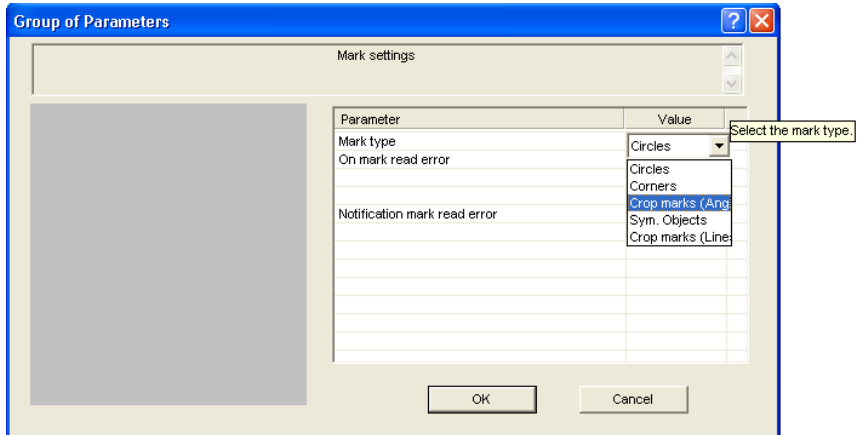 Group of Parameters
Mark settings
Parameter Value
Select the mark type.
Mark type Circles
On mark read error
Circles
Corners
Crop marks (Ang
Sym. Objects
Notification mark read error
Crop marks (Line
OK Cancel